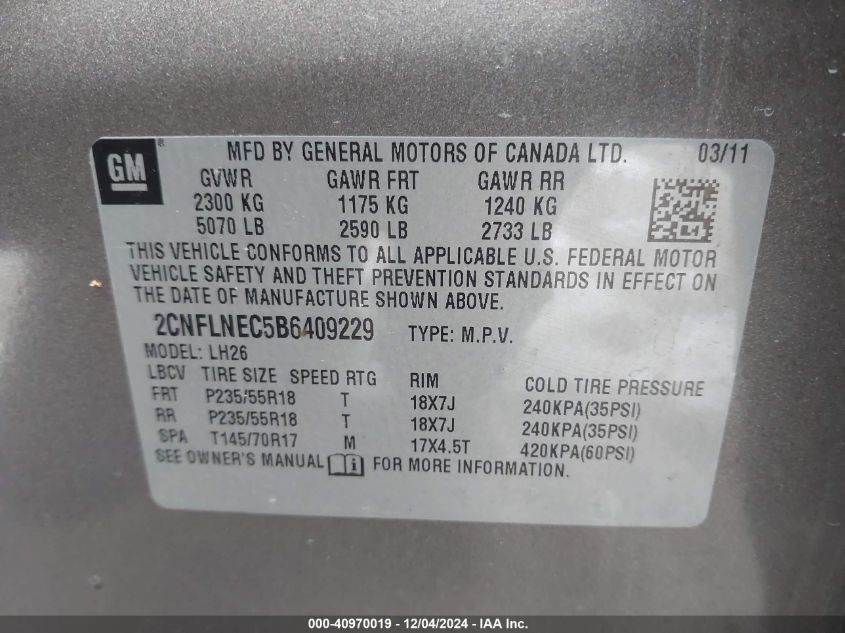 GM ® MFD BY GENERAL MOTORS OF CANADA LTD. 03/11
GVWR GAWR FRT GAWR RR
2300 KG 1175 KG 1240 KG
5070 LB 2590 LB 2733 LB
THIS VEHICLE CONFORMS TO ALL APPLICABLE U.S. FEDERAL MOTOR
VEHICLE SAFETY AND THEFT PREVENTION STANDARDS IN EFFECT ON
THE DATE OF MANUFACTURE SHOWN ABOVE.
2CNFLNEC5B6409229 TYPE: M.P.V.
MODEL: LH26
LBCV TIRE SIZE SPEED RTG RIM COLD TIRE PRESSURE
FRT P235/55R18 T 18X7J 240KPA(35PSI)
RR P235/55R18 T 18X7J 240KPA(35PSI)
SPA T145/70R17 M 17X4.5T 420KPA(60PSI)
SEE OWNER'S MANUAL FOR MORE INFORMATION.
000-40970019 - 12/04/2024 - IAA Inc.